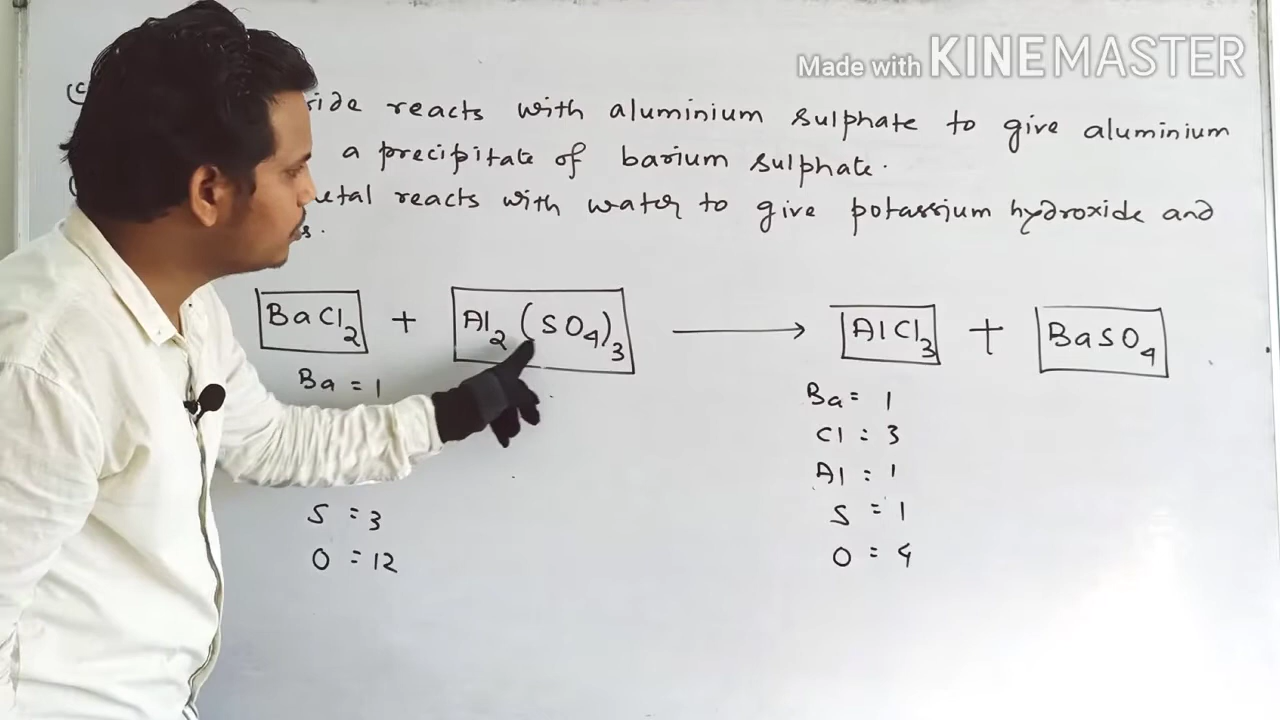 Made with KINEMASTER
reacts with aluminium sulphate to give aluminium
a precipitate of barium sulphate.
reacts with water to give potassium hydroxide and
BaCl2 + Al2(SO4)3 → AlCl3 + BaSO4
Ba = 1
S = 3
O = 12
Ba = 1
Cl = 3
Al = 1
S = 1
O = 4